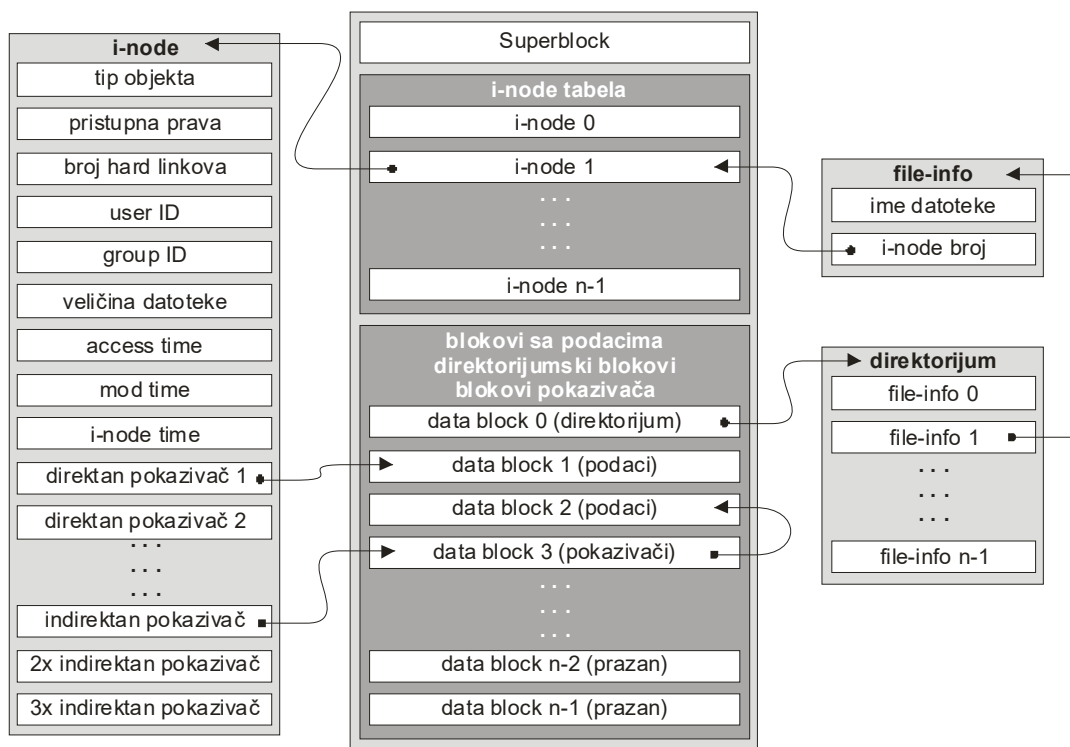 i-node
tip objekta
pristupna prava
broj hard linkova
user ID
group ID
veličina datoteke
access time
mod time
i-node time
direktan pokazivač 1
direktan pokazivač 2
. . .
. . .
. . .
indirektan pokazivač
2x indirektan pokazivač
3x indirektan pokazivač
Superblock
i-node tabela
i-node 0
i-node 1
. . .
. . .
. . .
i-node n-1
blokovi sa podacima
direktorijumski blokovi
blokovi pokazivača
data block 0 (direktorijum)
data block 1 (podaci)
data block 2 (podaci)
data block 3 (pokazivači)
. . .
. . .
. . .
data block n-2 (prazan)
data block n-1 (prazan)
file-info
ime datoteke
i-node broj
direktorijum
file-info 0
file-info 1
. . .
. . .
. . .
file-info n-1